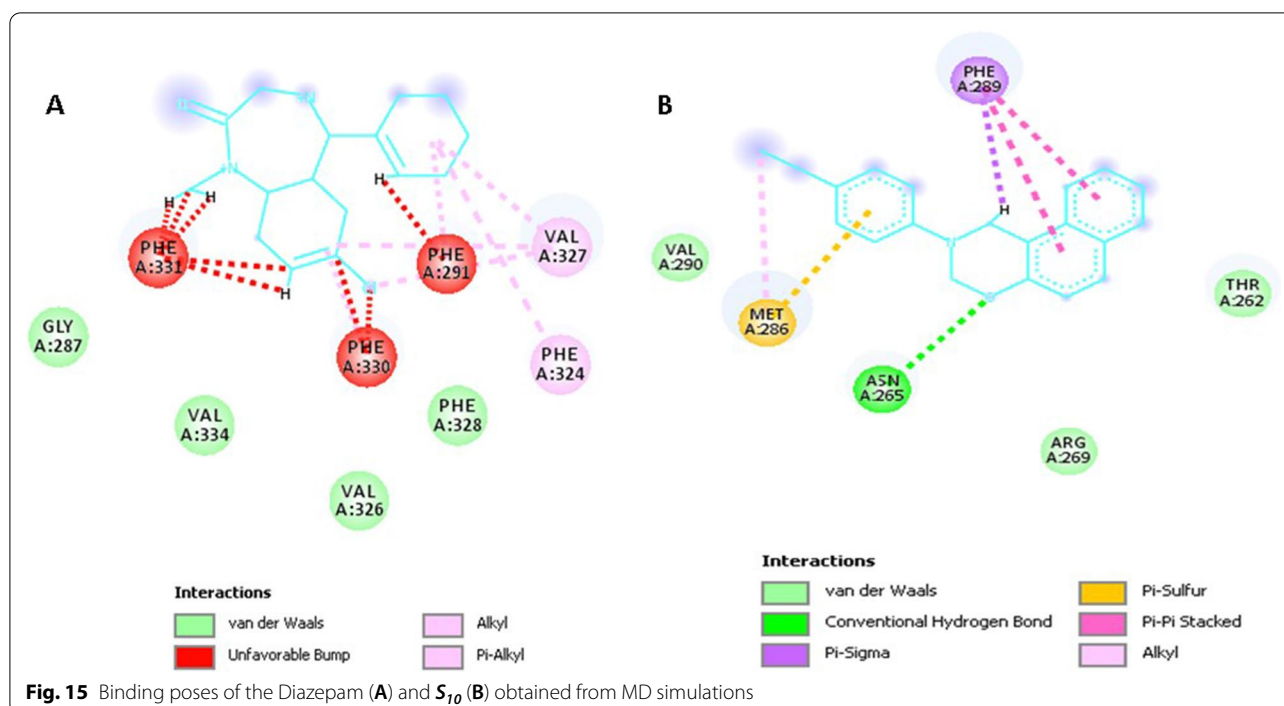 A
H
H
H
H
PHE
A:331
PHE
A:291
VAL
A:327
GLY
A:287
PHE
A:330
PHE
A:324
VAL
A:334
PHE
A:328
VAL
A:326
Interactions
van der Waals
Unfavorable Bump
Alkyl
Pi-Alkyl
B
PHE
A:289
H
N
VAL
A:290
MET
A:286
THR
A:262
ASN
A:265
ARG
A:269
Interactions
van der Waals
Conventional Hydrogen Bond
Pi-Sigma
Pi-Sulfur
Pi-Pi Stacked
Alkyl
Fig. 15 Binding poses of the Diazepam (A) and S10 (B) obtained from MD simulations